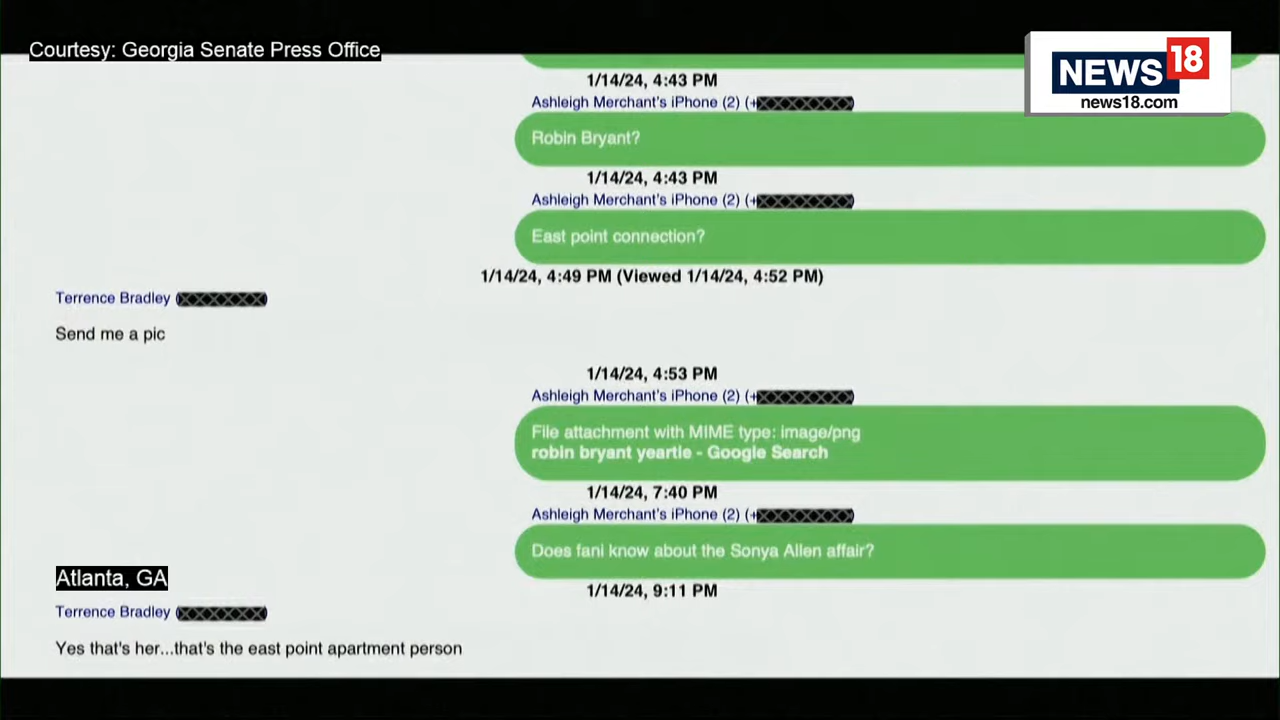 Courtesy: Georgia Senate Press Office
NEWS 18
news18.com
1/14/24, 4:43 PM
Ashleigh Merchant's iPhone (2) (+
Robin Bryant?
1/14/24, 4:43 PM
Ashleigh Merchant's iPhone (2) (+
East point connection?
1/14/24, 4:49 PM (Viewed 1/14/24, 4:52 PM)
Terrence Bradley
Send me a pic
1/14/24, 4:53 PM
Ashleigh Merchant's iPhone (2) (+
File attachment with MIME type: image/png
robin bryant yeartie - Google Search
1/14/24, 7:40 PM
Ashleigh Merchant's iPhone (2) (+
Does fani know about the Sonya Allen affair?
Atlanta, GA
1/14/24, 9:11 PM
Terrence Bradley
Yes that's her...that's the east point apartment person